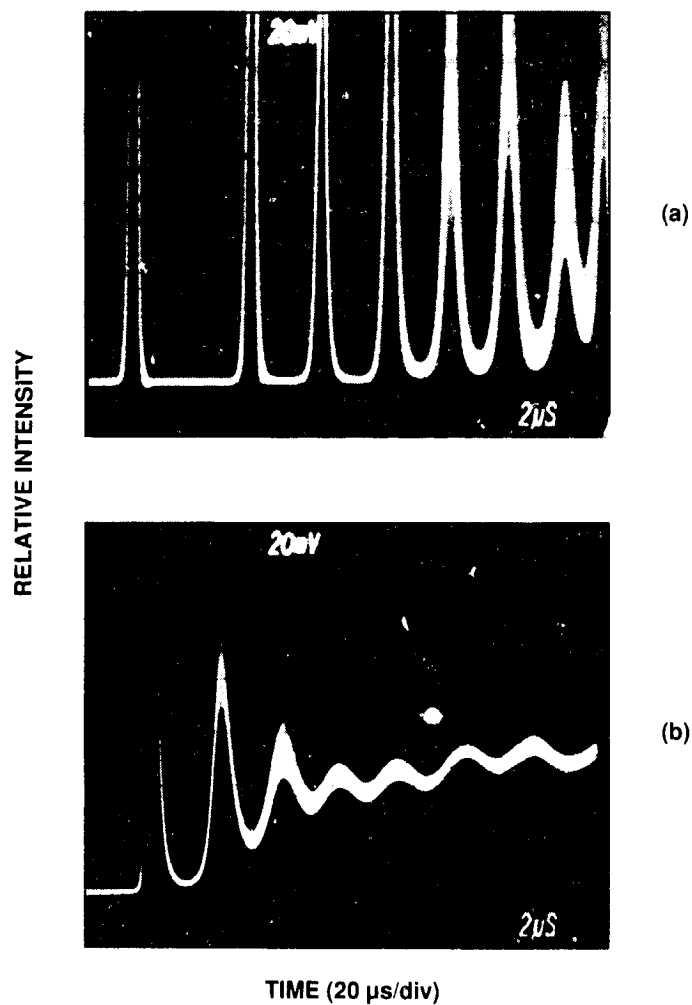 20mV
(a)
2µS
RELATIVE INTENSITY
20mV
(b)
2µS
TIME (20 µs/div)